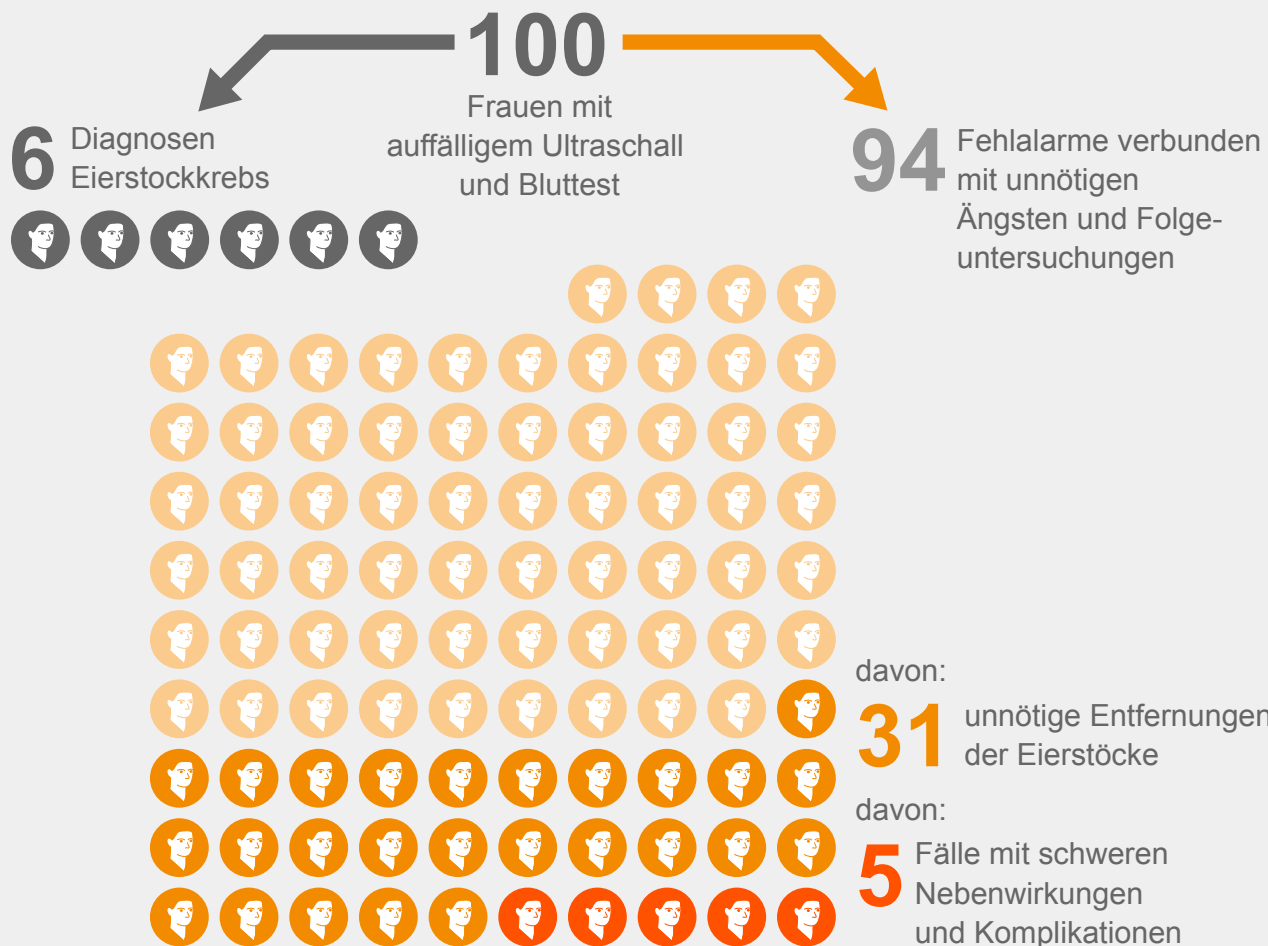 100
Frauen mit
auffälligem Ultraschall
und Bluttest
6
Diagnosen
Eierstockkrebs
94
Fehlalarme verbunden
mit unnötigen
Ängsten und Folge-
untersuchungen
davon:
31
unnötige Entfernungen
der Eierstöcke
davon:
5
Fälle mit schweren
Nebenwirkungen
und Komplikationen